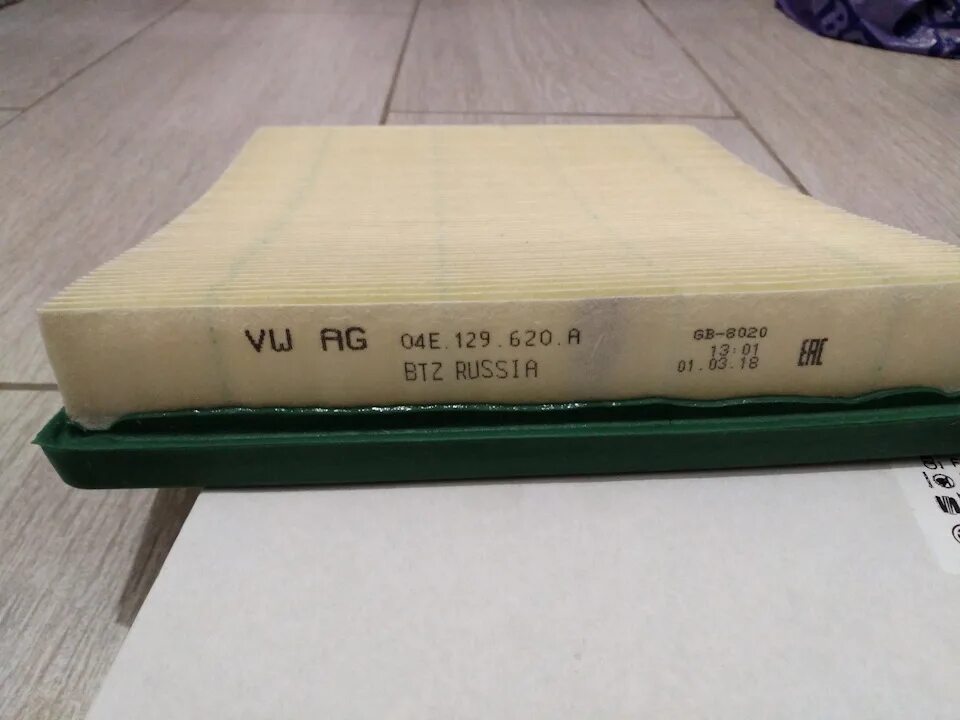 VW AG 04E.129.620.A
BTZ RUSSIA
GB-8020
13:01
01.03.18
EAC